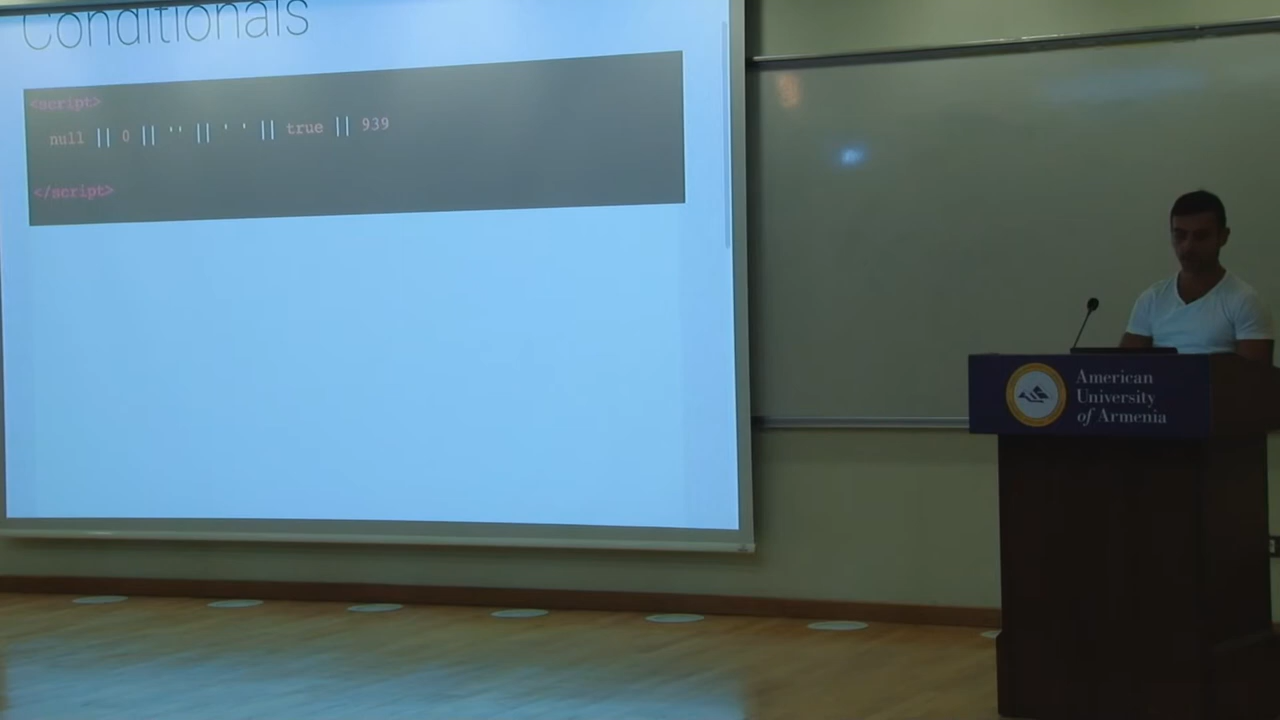 Conditionals
<script>
null || 0 || '' || ' ' || true || 939
</script>
American
University
of Armenia